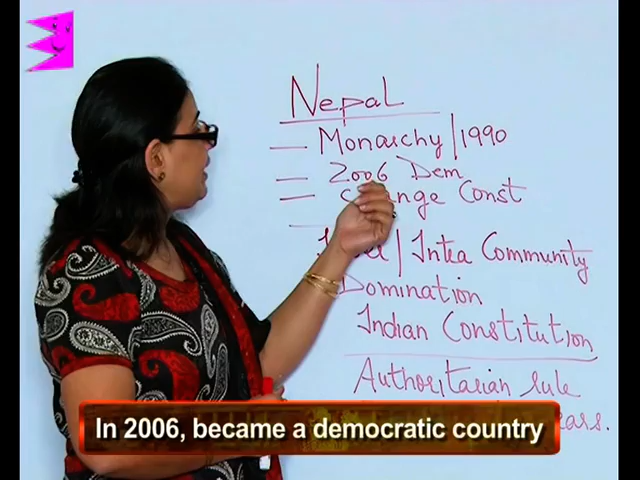 Nepal
— Monarchy/1990
— 2006 Dem
— Change Const
Intra Community
Domination
Indian Constitution
Authoritarian rule
In 2006, became a democratic country